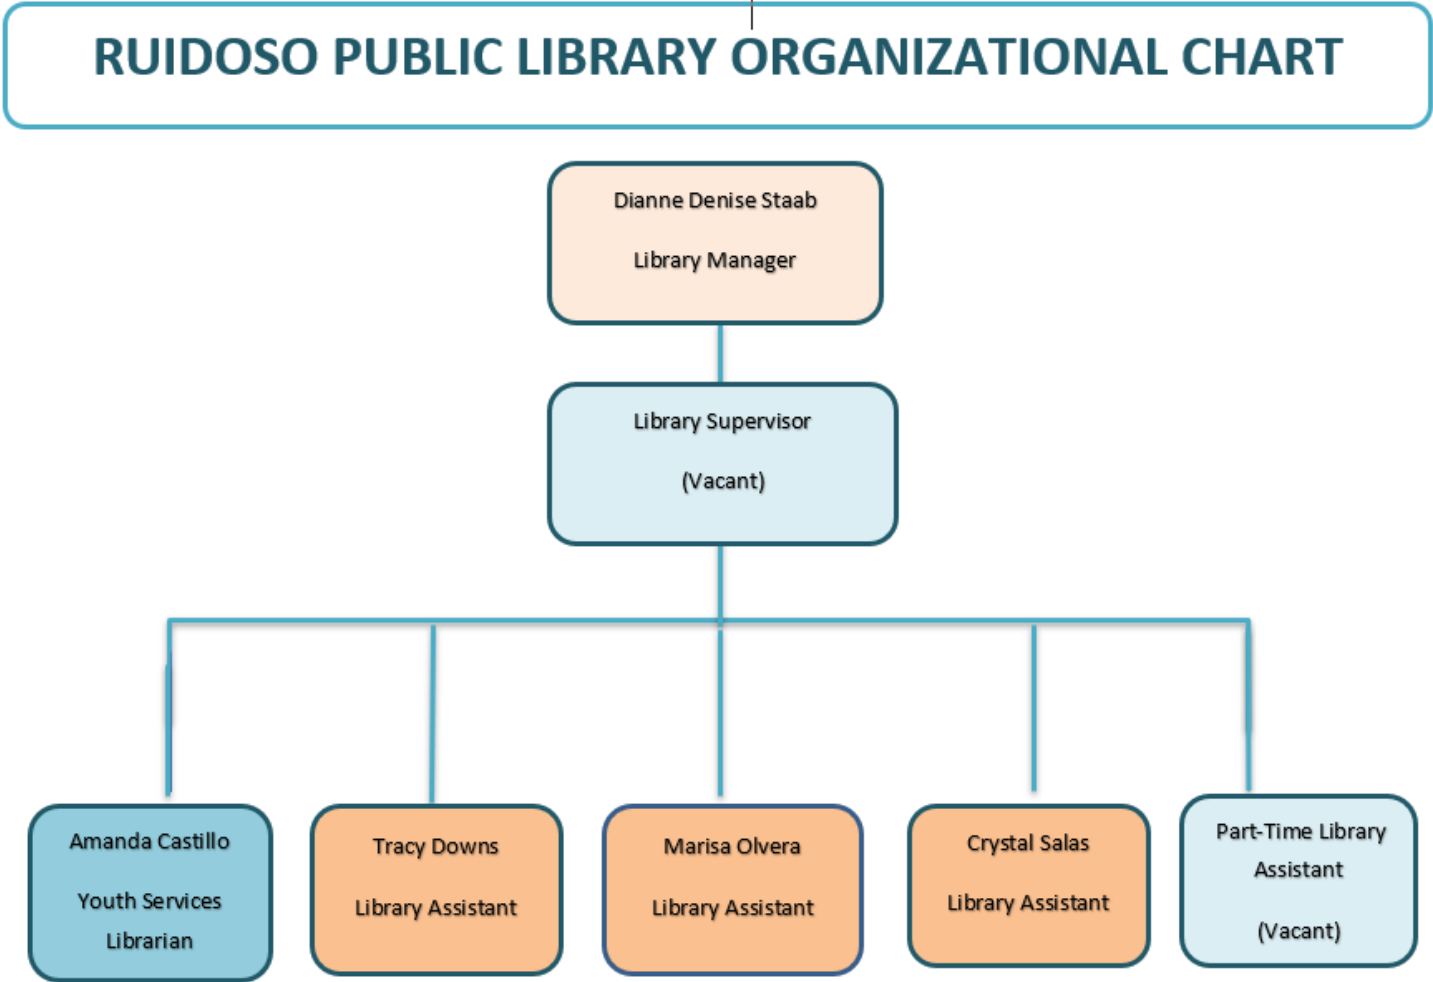 RUIDOSO PUBLIC LIBRARY ORGANIZATIONAL CHART
Dianne Denise Staab
Library Manager
Library Supervisor
(Vacant)
Amanda Castillo
Youth Services
Librarian
Tracy Downs
Library Assistant
Marisa Olvera
Library Assistant
Crystal Salas
Library Assistant
Part-Time Library
Assistant
(Vacant)